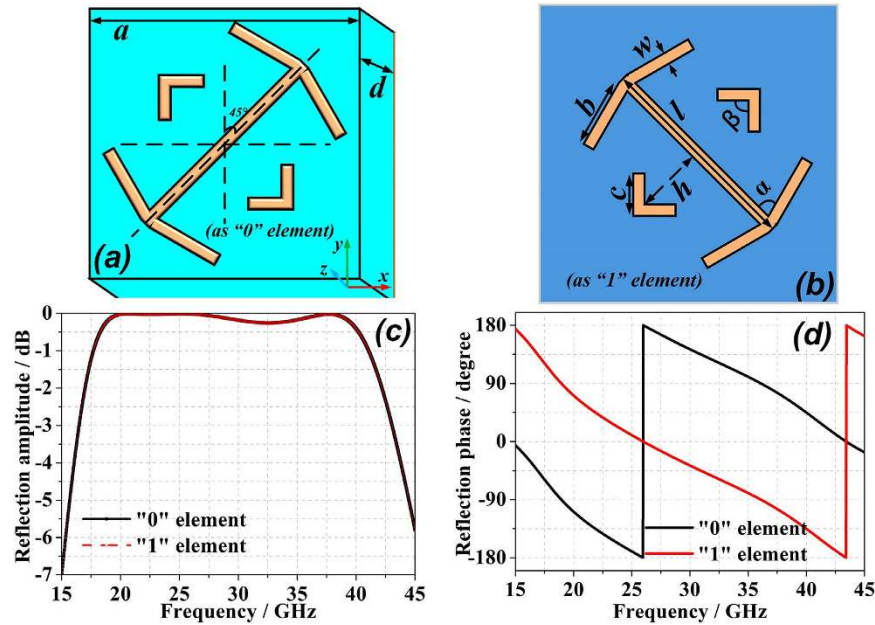 a
d
45°
(as "0" element)
(a)
y
z
x
w
b
l
β
c
h
α
(as "1" element)
(b)
(c)
Reflection amplitude / dB
0
-1
-2
-3
-4
-5
-6
-7
"0" element
"1" element
15 20 25 30 35 40 45
Frequency / GHz
(d)
Reflection phase / degree
180
90
0
-90
-180
"0" element
"1" element
15 20 25 30 35 40 45
Frequency / GHz